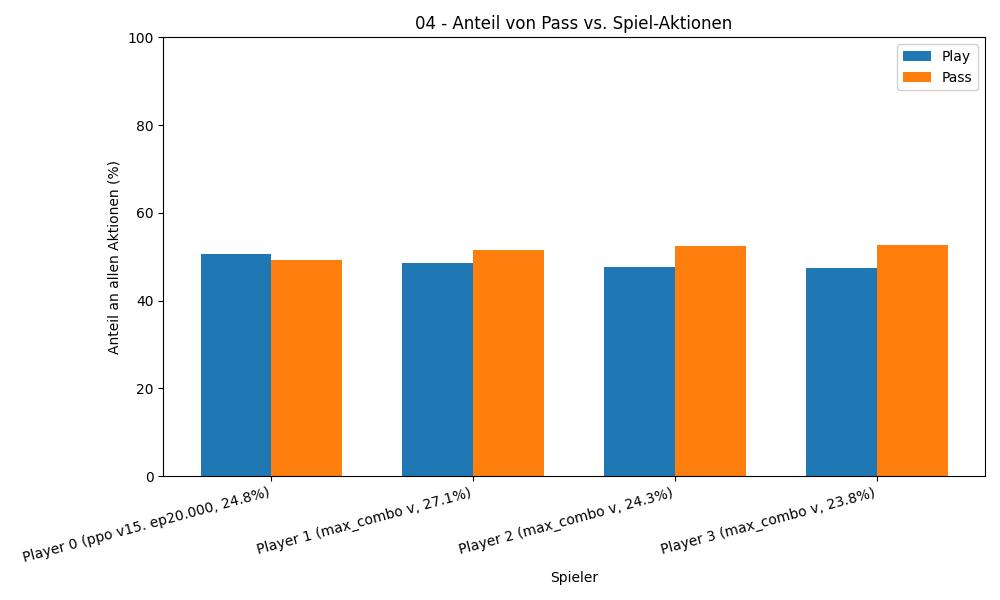 04 - Anteil von Pass vs. Spiel-Aktionen
Play
Pass
Anteil an allen Aktionen (%)
100
80
60
40
20
0
Player 0 (ppo v15. ep20.000, 24.8%)
Player 1 (max_combo v, 27.1%)
Player 2 (max_combo v, 24.3%)
Player 3 (max_combo v, 23.8%)
Spieler